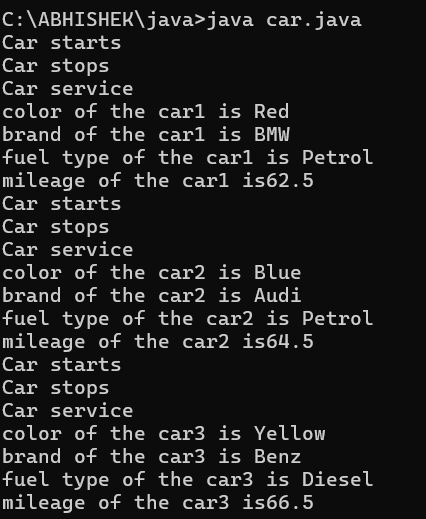 C:\ABHISHEK\java>java car.java
Car starts
Car stops
Car service
color of the car1 is Red
brand of the car1 is BMW
fuel type of the car1 is Petrol
mileage of the car1 is62.5
Car starts
Car stops
Car service
color of the car2 is Blue
brand of the car2 is Audi
fuel type of the car2 is Petrol
mileage of the car2 is64.5
Car starts
Car stops
Car service
color of the car3 is Yellow
brand of the car3 is Benz
fuel type of the car3 is Diesel
mileage of the car3 is66.5